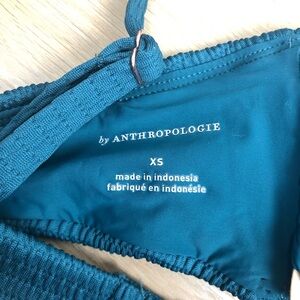 by ANTHROPOLOGIE
XS
made in indonesia
fabriqué en indonésie